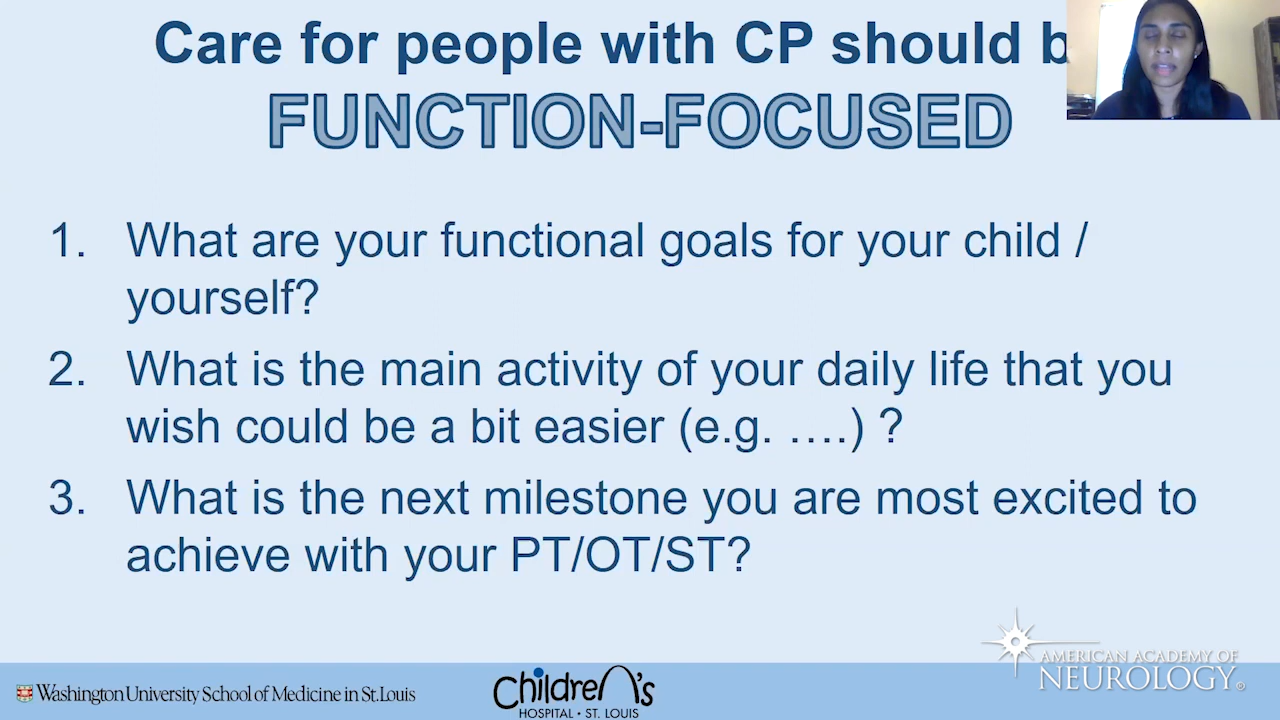 Care for people with CP should b
FUNCTION-FOCUSED
1. What are your functional goals for your child /
yourself?
2. What is the main activity of your daily life that you
wish could be a bit easier (e.g. ….) ?
3. What is the next milestone you are most excited to
achieve with your PT/OT/ST?
AMERICAN ACADEMY OF
NEUROLOGY®
Washington University School of Medicine in St. Louis
Children's
HOSPITAL • ST. LOUIS